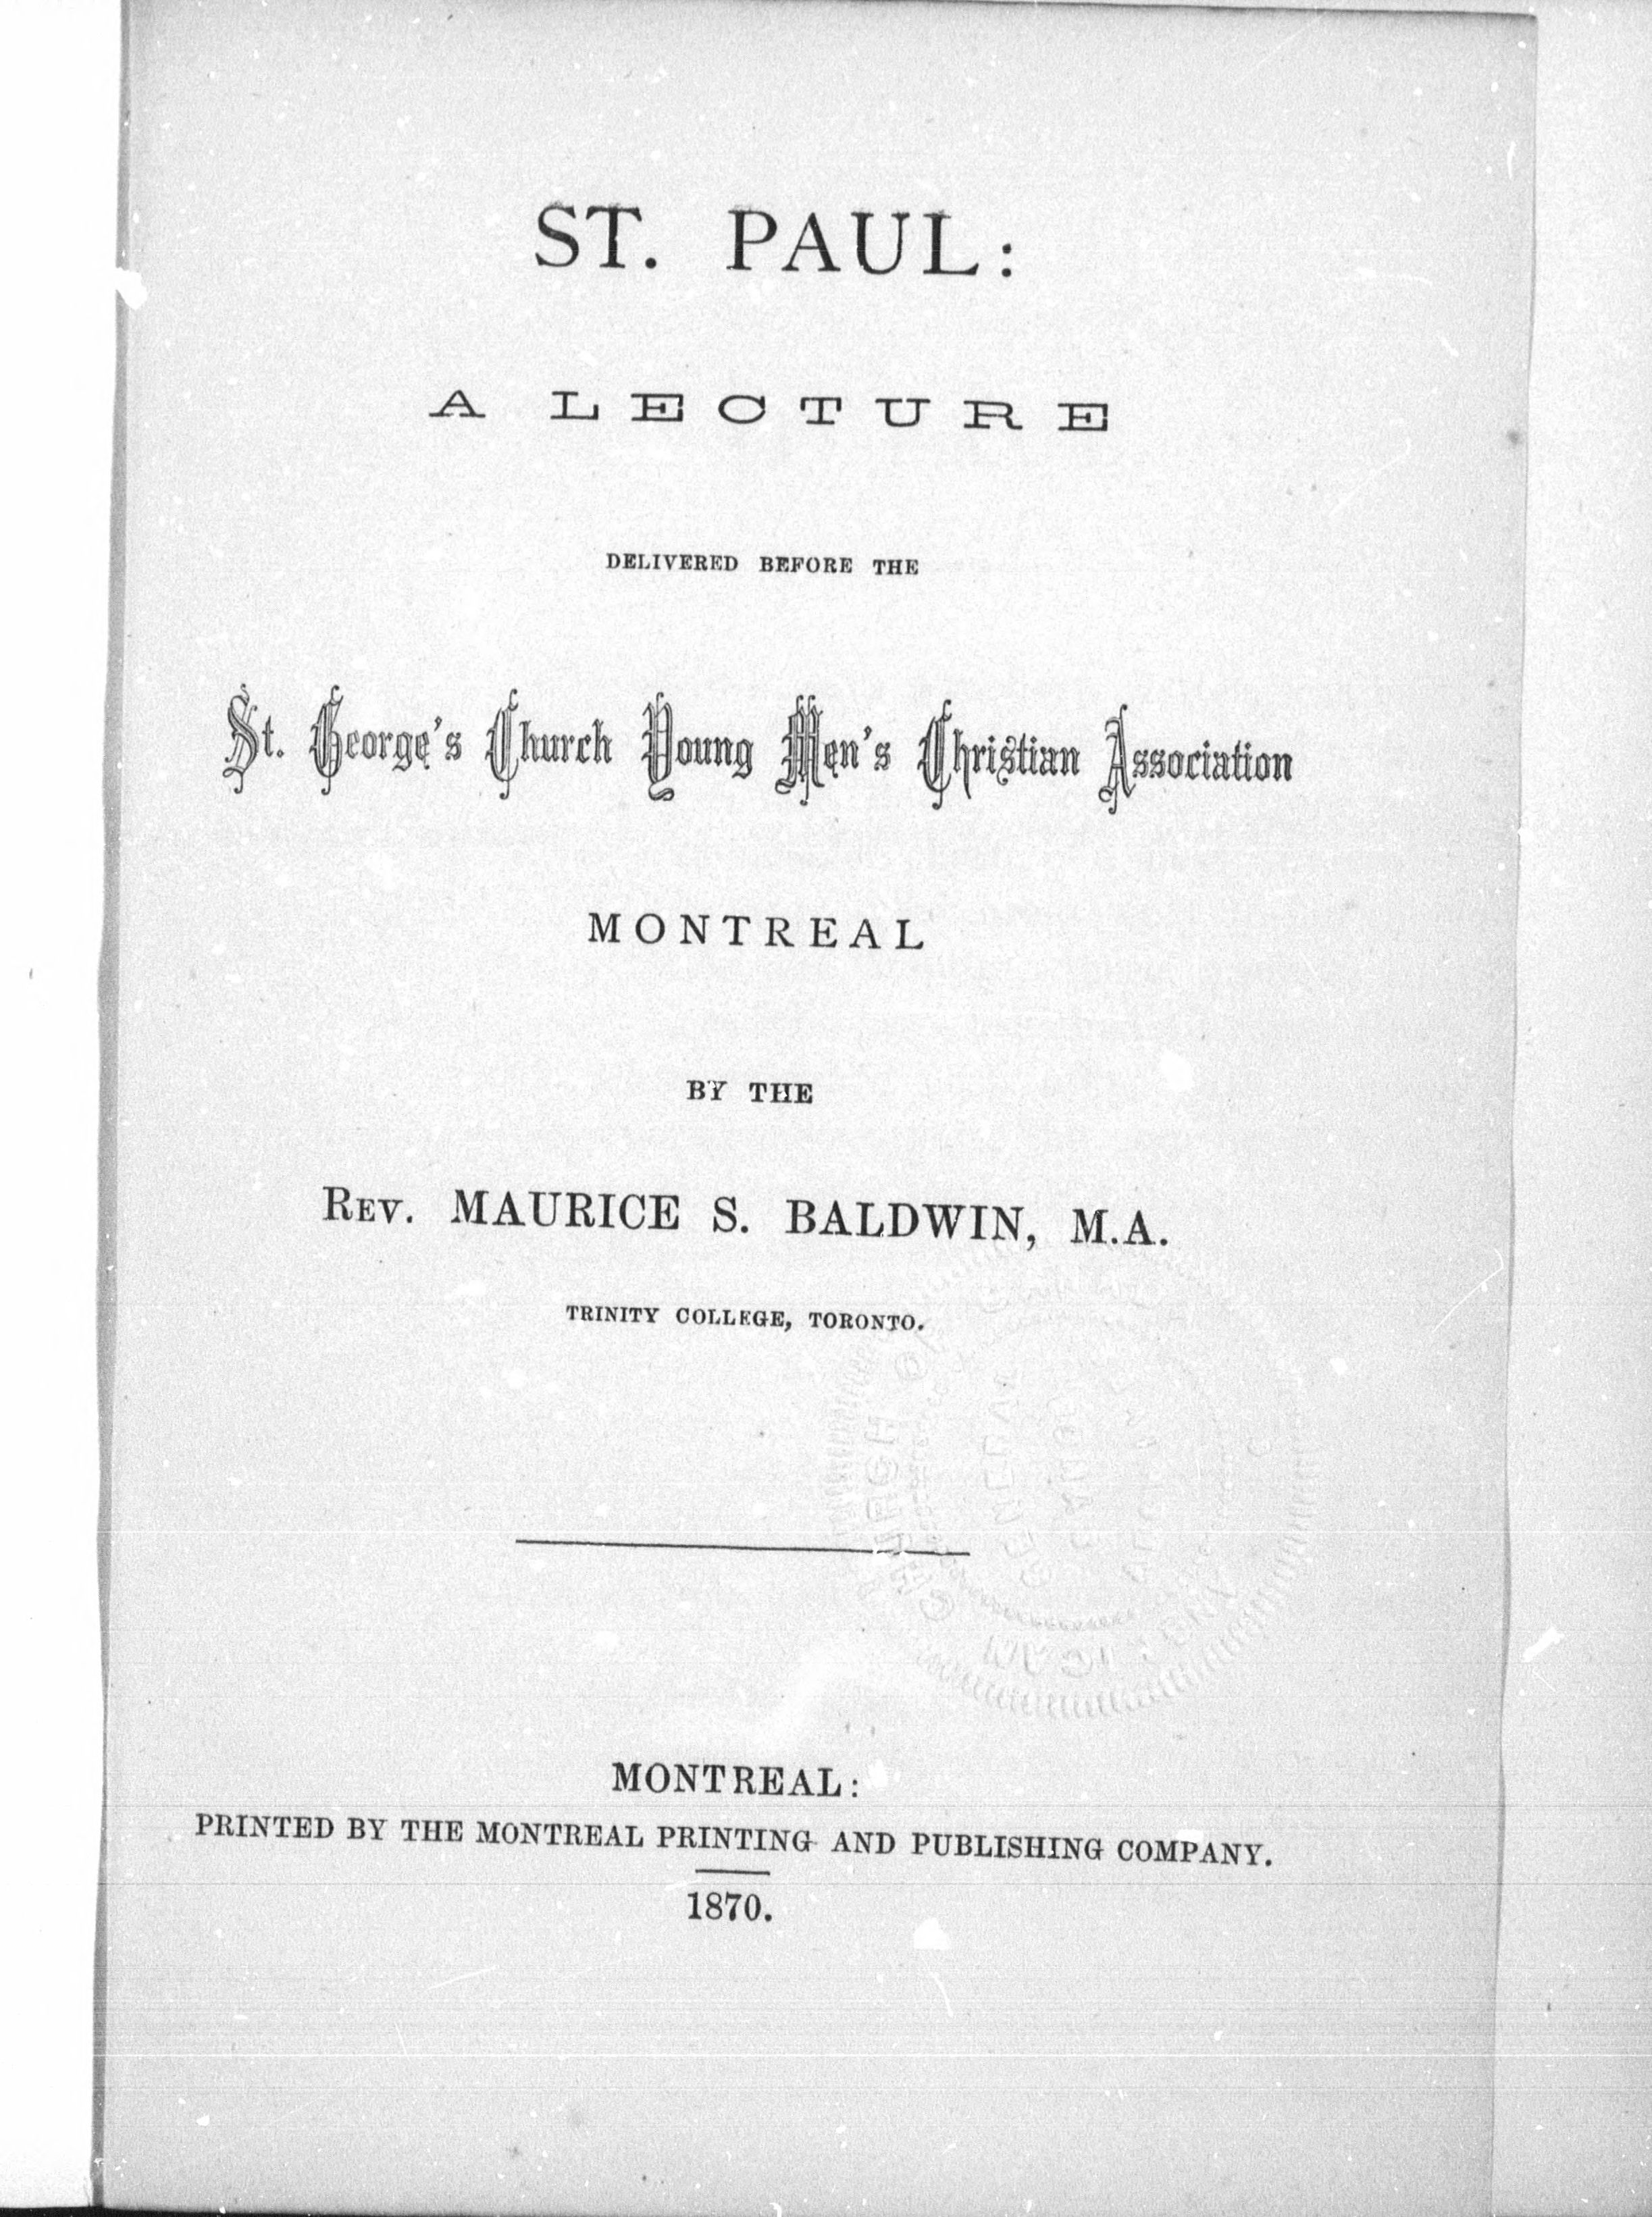 ST. PAUL:
A LECTURE
DELIVERED BEFORE THE
St. George's Church Young Men's Christian Association
MONTREAL
BY THE
REV. MAURICE S. BALDWIN, M.A.
TRINITY COLLEGE, TORONTO.
MONTREAL:
PRINTED BY THE MONTREAL PRINTING AND PUBLISHING COMPANY.
1870.